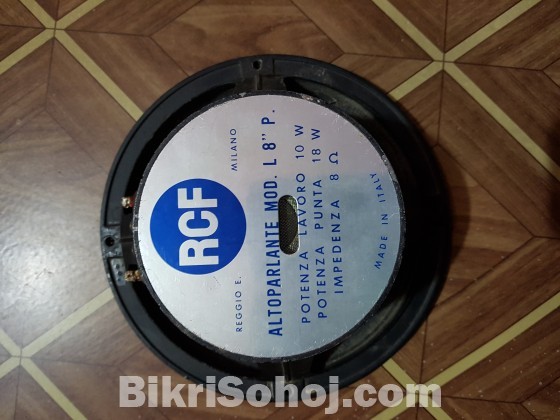 RCF
REGGIO E. MILANO
ALTOPARLANTE MOD. L 8" P.
POTENZA LAVORO 10 W
POTENZA PUNTA 18 W
IMPEDENZA 8 Ω
MADE IN ITALY
BikriSohoj.com